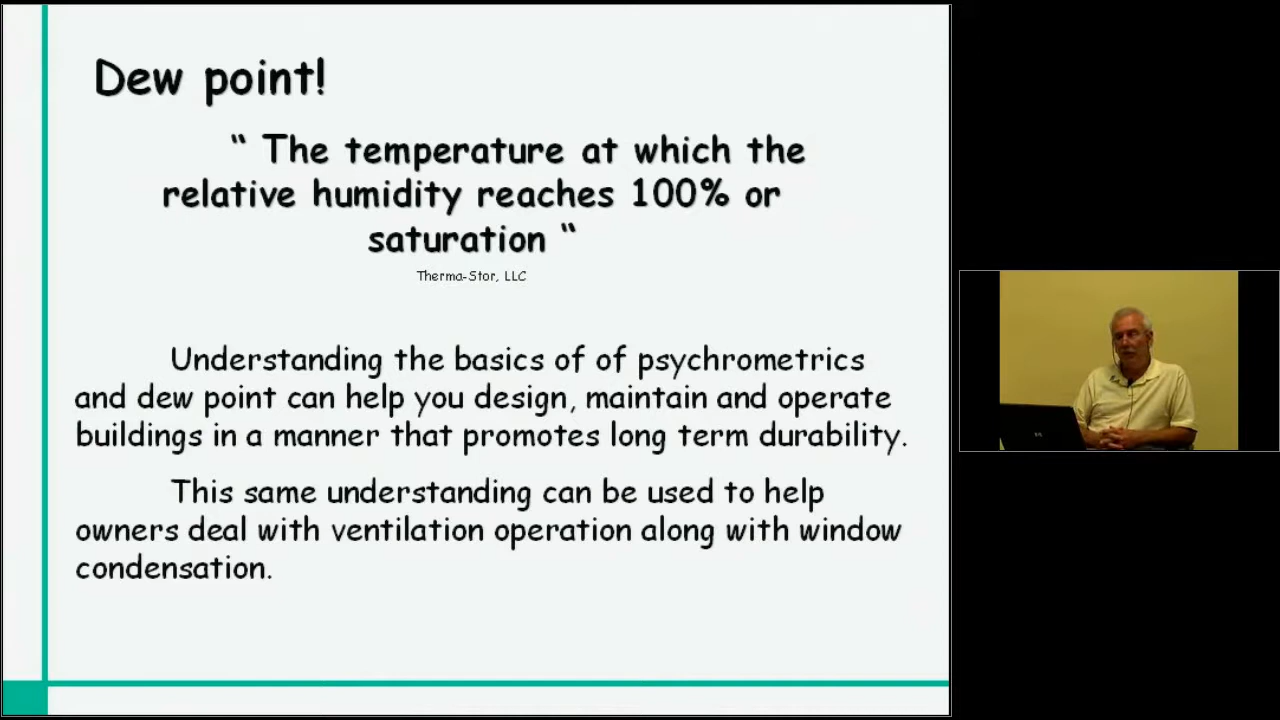 Dew point!
“ The temperature at which the
relative humidity reaches 100% or
saturation “
Therma-Stor, LLC
Understanding the basics of of psychrometrics
and dew point can help you design, maintain and operate
buildings in a manner that promotes long term durability.
This same understanding can be used to help
owners deal with ventilation operation along with window
condensation.